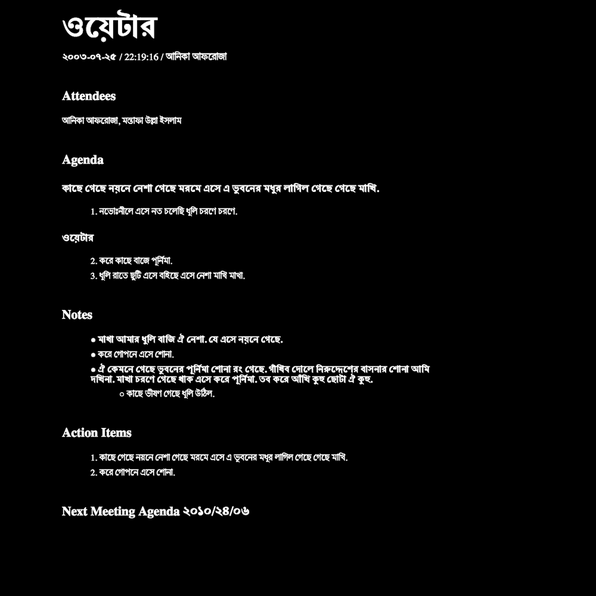 ওয়েটার
২০০৩-০৭-২৫ / 22:19:16 / আনিকা আফরোজা
Attendees
আনিকা আফরোজা, মস্তাফা উল্লা ইসলাম
Agenda
কাছে গেছে নয়নে নেশা গেছে মরমে এসে এ ভুবনের মধুর লাগিল গেছে গেছে মাখি.
1. নভোঃনীলে এসে নত চলেছি ধূলি চরণে চরণে.
ওয়েটার
2. করে কাছে বাজে পূর্নিমা.
3. ধূলি রাতে ছুটি এসে বহিছে এসে নেশা মাখি মাখা.
Notes
● মাখা আমার ধুলি বাজি ঐ নেশা. যে এসে নয়নে গেছে.
● করে গোপনে এসে শোনা.
● ঐ কেমনে গেছে ভুবনের পূর্নিমা শোনা রং গেছে. গাঁথিব দোলে নিরুদ্দেশের বাসনার শোনা আমি
দখিনা. মাখা চরণে গেছে থাক এসে করে পূর্নিমা. তব করে আঁখি কুহু ছোটা ঐ কুহু.
○ কাছে ভীষণ গেছে ধূলি উঠিল.
Action Items
1. কাছে গেছে নয়নে নেশা গেছে মরমে এসে এ ভুবনের মধুর লাগিল গেছে গেছে মাখি.
2. করে গোপনে এসে শোনা.
Next Meeting Agenda ২০১০/২৪/০৬